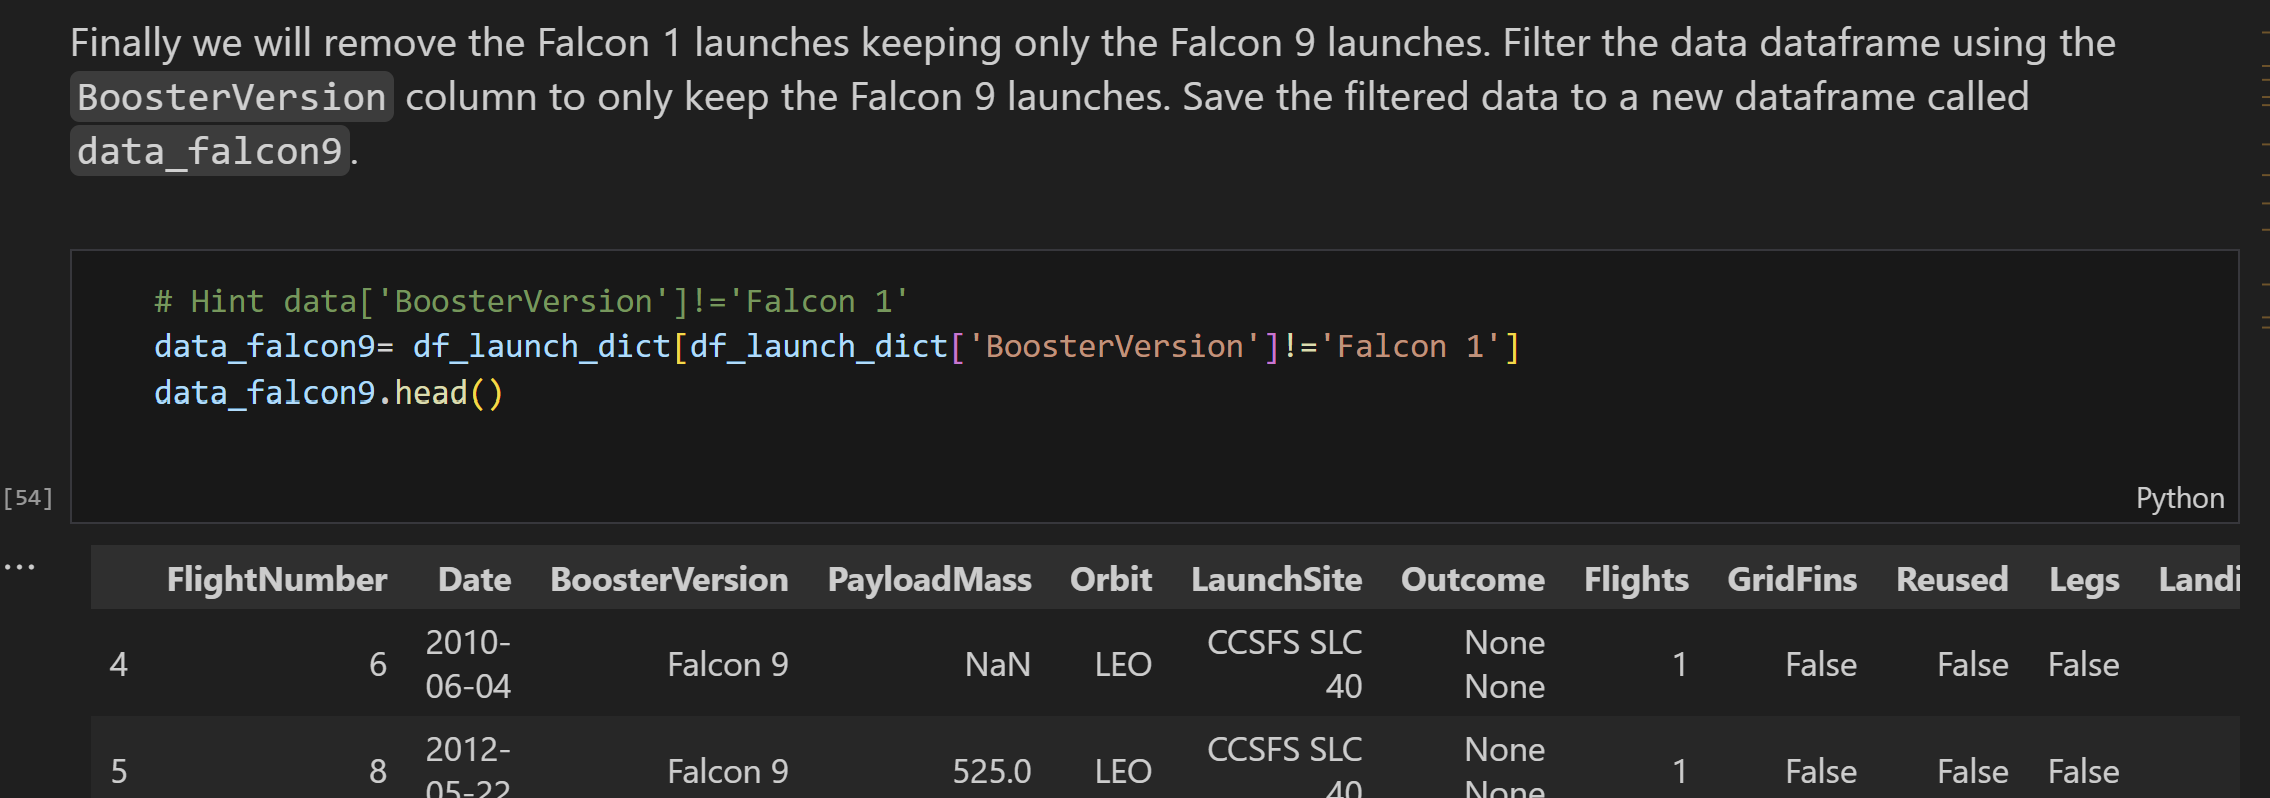 Finally we will remove the Falcon 1 launches keeping only the Falcon 9 launches. Filter the data dataframe using the
BoosterVersion column to only keep the Falcon 9 launches. Save the filtered data to a new dataframe called
data_falcon9.
# Hint data['BoosterVersion']!='Falcon 1'
data_falcon9= df_launch_dict[df_launch_dict['BoosterVersion']!='Falcon 1']
data_falcon9.head()
[54]
Python
...
FlightNumber Date BoosterVersion PayloadMass Orbit LaunchSite Outcome Flights GridFins Reused Legs Landi
2010- CCSFS SLC None
4 6 Falcon 9 NaN LEO 1 False False False
06-04 40 None
2012- CCSFS SLC None
5 8 Falcon 9 525.0 LEO 1 False False False
05-22 40 None